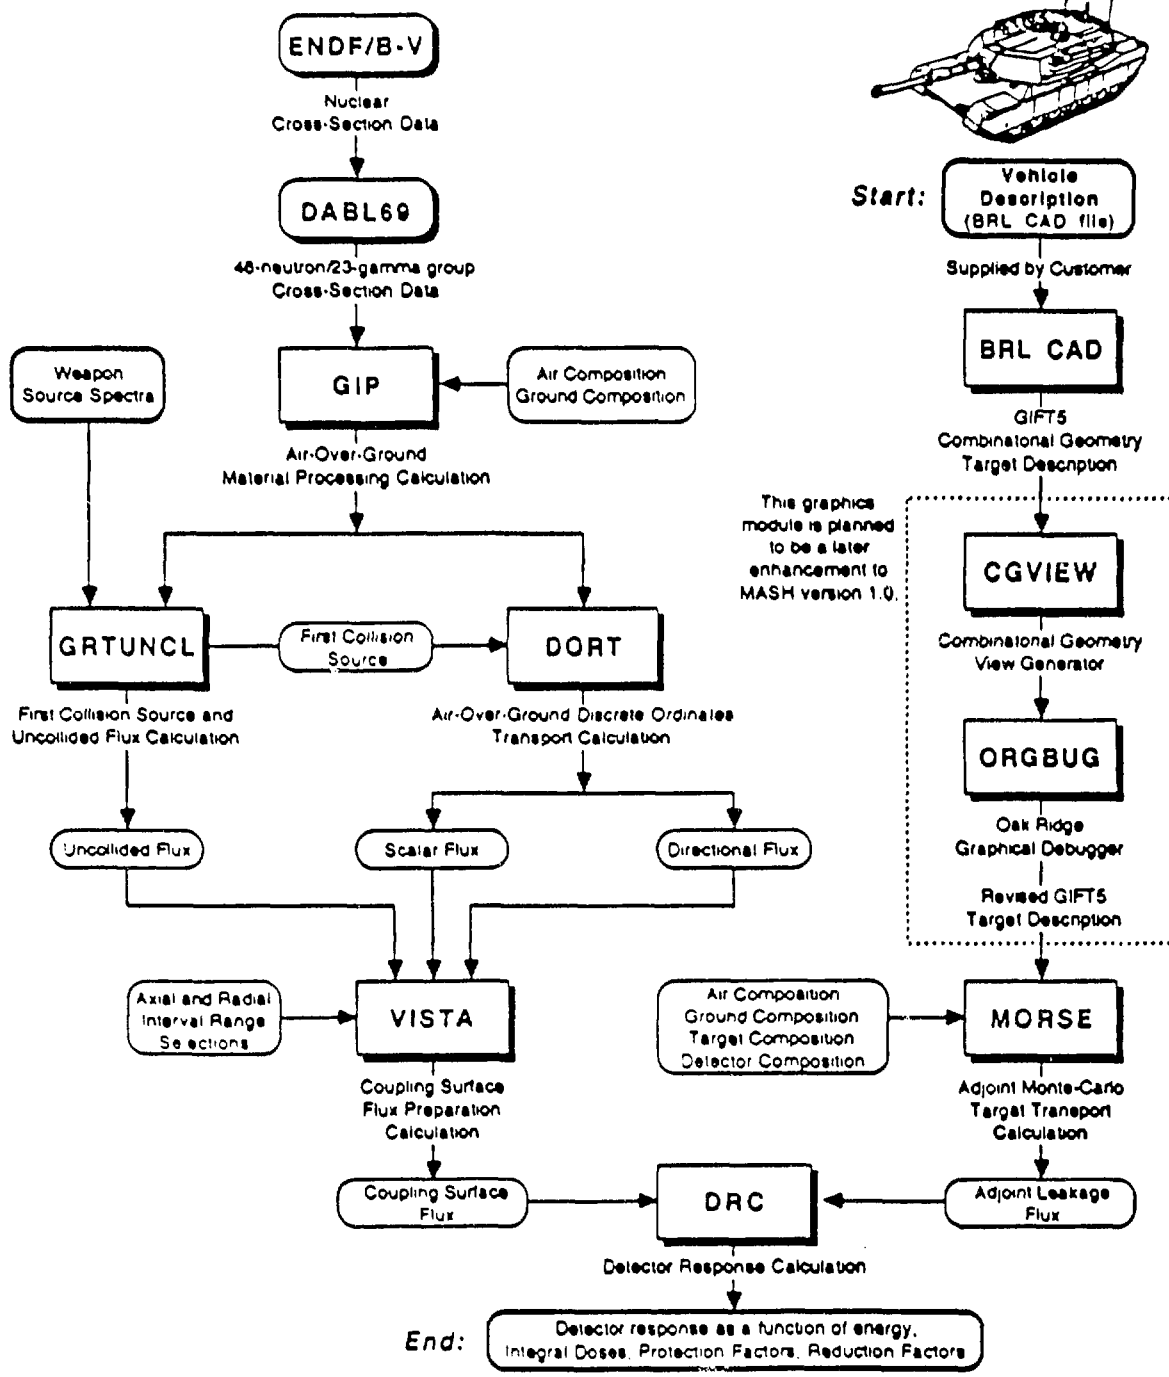 ENDF/B-V
Nuclear
Cross-Section Data
DABL69
46-neutron/23-gamma group
Cross-Section Data
Weapon
Source Spectra
GIP
Air Composition
Ground Composition
Air-Over-Ground
Material Processing Calculation
GRTUNCL
First Collision
Source
DORT
First Collision Source and
Uncollided Flux Calculation
Air-Over-Ground Discrete Ordinates
Transport Calculation
Uncollided Flux
Scalar Flux
Directional Flux
Axial and Radial
Interval Range
Selections
VISTA
Coupling Surface
Flux Preparation
Calculation
Coupling Surface
Flux
Start:
Vehicle
Description
(BRL CAD file)
Supplied by Customer
BRL CAD
GIFT5
Combinatorial Geometry
Target Description
This graphics
module is planned
to be a later
enhancement to
MASH version 1.0.
CGVIEW
Combinatorial Geometry
View Generator
ORGBUG
Oak Ridge
Graphical Debugger
Revised GIFT5
Target Description
Air Composition
Ground Composition
Target Composition
Detector Composition
MORSE
Adjoint Monte-Carlo
Target Transport
Calculation
Adjoint Leakage
Flux
DRC
Detector Response Calculation
End:
Detector response as a function of energy,
Integral Doses, Protection Factors, Reduction Factors